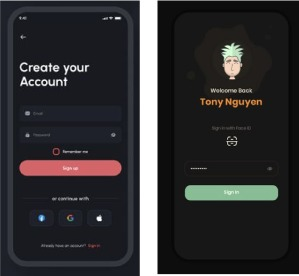 9:41
Create your
Account
Email
Password
Remember me
Sign up
or continue with
Already have an account? Sign in
Welcome Back
Tony Nguyen
Sign in with Face ID
Sign in